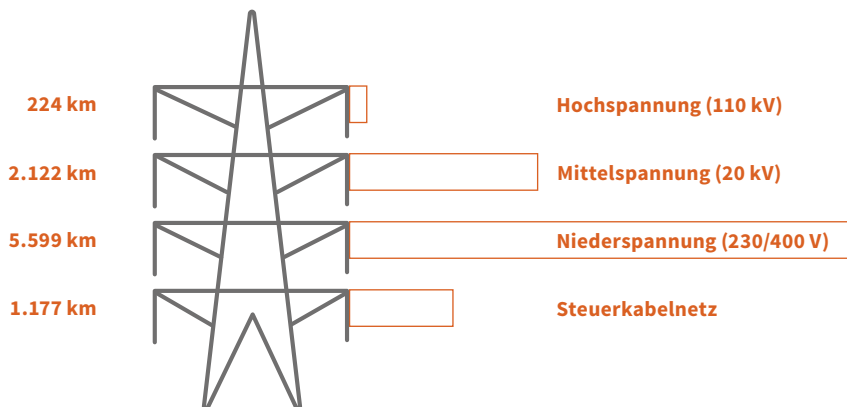 224 km Hochspannung (110 kV)
2.122 km Mittelspannung (20 kV)
5.599 km Niederspannung (230/400 V)
1.177 km Steuerkabelnetz